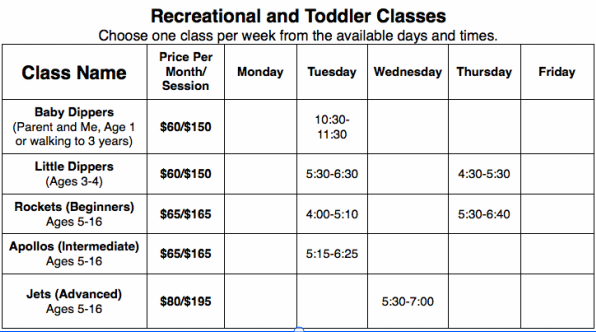 Recreational and Toddler Classes
Choose one class per week from the available days and times.
Class Name Price Per Month/ Session Monday Tuesday Wednesday Thursday Friday
Baby Dippers
(Parent and Me, Age 1
or walking to 3 years)
$60/$150
10:30-
11:30
Little Dippers
(Ages 3-4)
$60/$150 5:30-6:30 4:30-5:30
Rockets (Beginners)
Ages 5-16
$65/$165 4:00-5:10 5:30-6:40
Apollos (Intermediate)
Ages 5-16
$65/$165 5:15-6:25
Jets (Advanced)
Ages 5-16
$80/$195 5:30-7:00